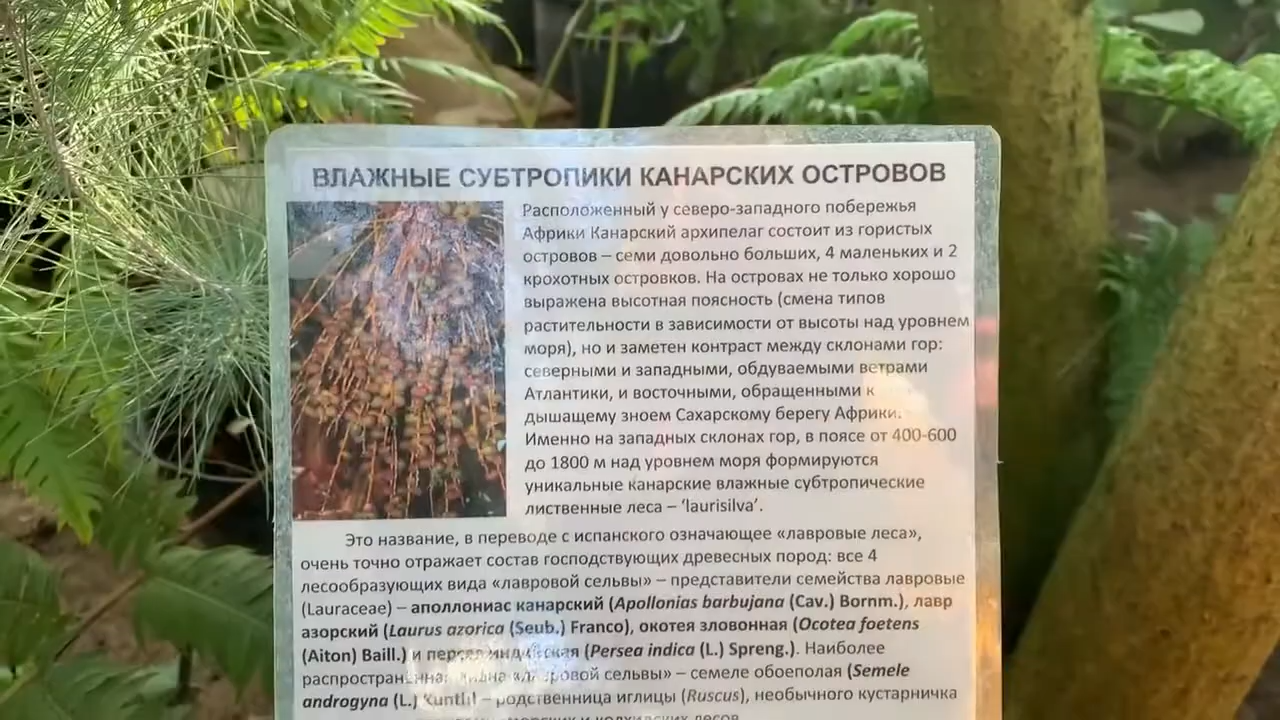 ВЛАЖНЫЕ СУБТРОПИКИ КАНАРСКИХ ОСТРОВОВ
Расположенный у северо-западного побережья
Африки Канарский архипелаг состоит из гористых
островов – семи довольно больших, 4 маленьких и 2
крохотных островков. На островах не только хорошо
выражена высотная поясность (смена типов
растительности в зависимости от высоты над уровнем
моря), но и заметен контраст между склонами гор:
северными и западными, обдуваемыми ветрами
Атлантики, и восточными, обращенными к
дышащему зноем Сахарскому берегу Африки.
Именно на западных склонах гор, в поясе от 400-600
до 1800 м над уровнем моря формируются
уникальные канарские влажные субтропические
лиственные леса – ‘laurisilva’.
Это название, в переводе с испанского означающее «лавровые леса»,
очень точно отражает состав господствующих древесных пород: все 4
лесообразующих вида «лавровой сельвы» – представители семейства лавровые
(Lauraceae) – аполлониас канарский (Apollonias barbujana (Cav.) Bornm.), лавр
азорский (Laurus azorica (Seub.) Franco), окотея зловонная (Ocotea foetens
(Aiton) Baill.) и персея индийская (Persea indica (L.) Spreng.). Наиболее
распространенная лиана «лавровой сельвы» – семеле обоеполая (Semele
androgyna (L.) Kunth) – родственница иглицы (Ruscus), необычного кустарничка
лесов